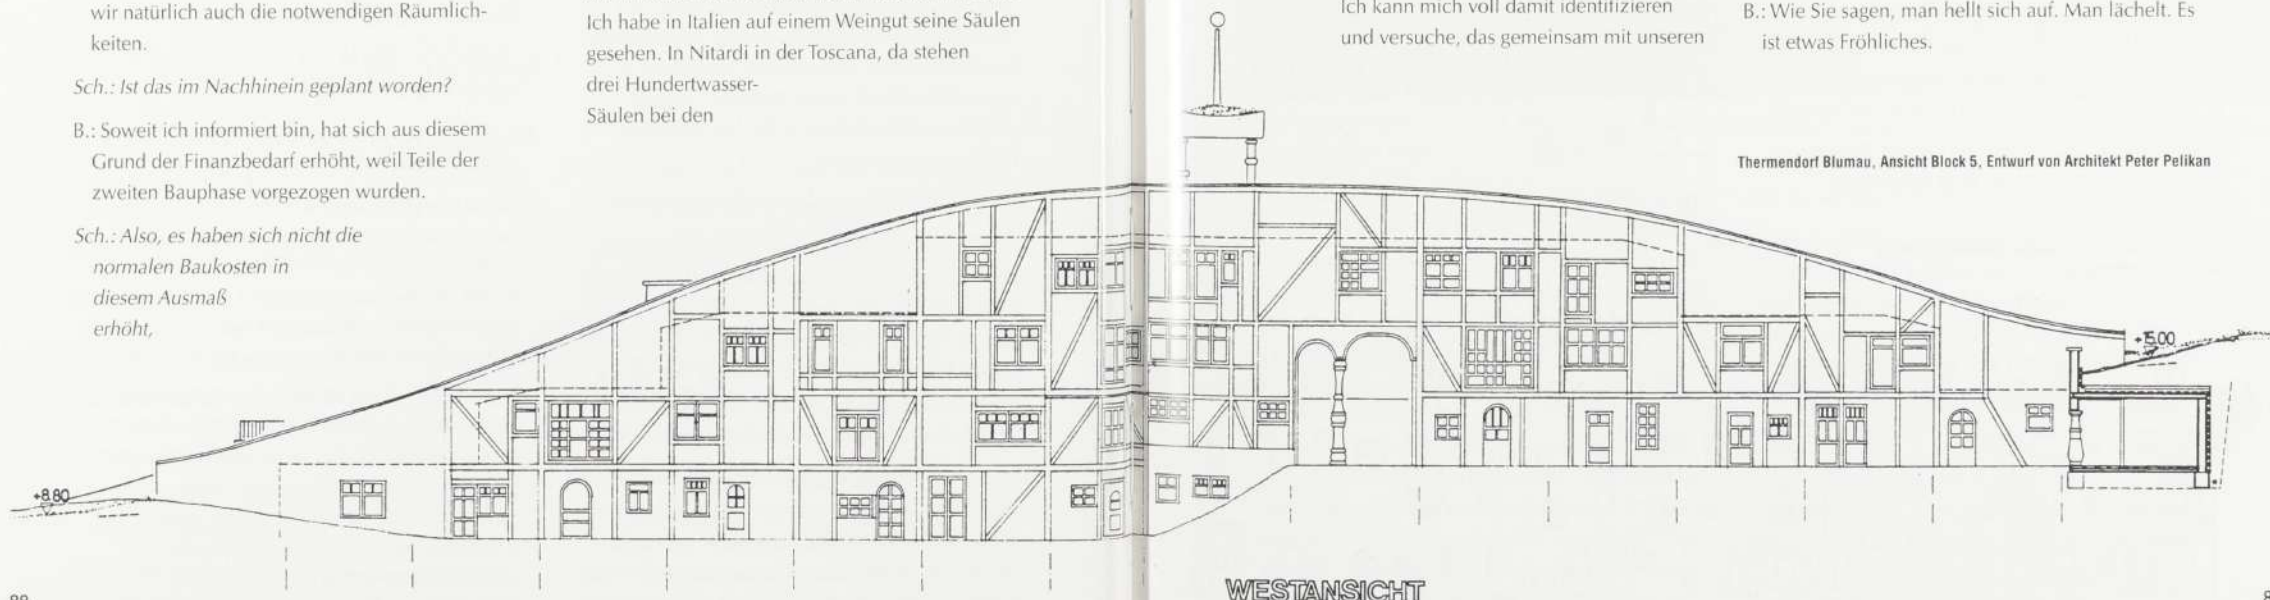 wir natürlich auch die notwendigen Räumlich-
keiten.
Sch.: Ist das im Nachhinein geplant worden?
B.: Soweit ich informiert bin, hat sich aus diesem
Grund der Finanzbedarf erhöht, weil Teile der
zweiten Bauphase vorgezogen wurden.
Sch.: Also, es haben sich nicht die
normalen Baukosten in
diesem Ausmaß
erhöht,
Ich habe in Italien auf einem Weingut seine Säulen
gesehen. In Nitardi in der Toscana, da stehen
drei Hundertwasser-
Säulen bei den
Ich kann mich voll damit identifizieren
und versuche, das gemeinsam mit unseren
B.: Wie Sie sagen, man hellt sich auf. Man lächelt. Es
ist etwas Fröhliches.
Thermendorf Blumau, Ansicht Block 5, Entwurf von Architekt Peter Pelikan
+15.00
+8.80
WESTANSICHT